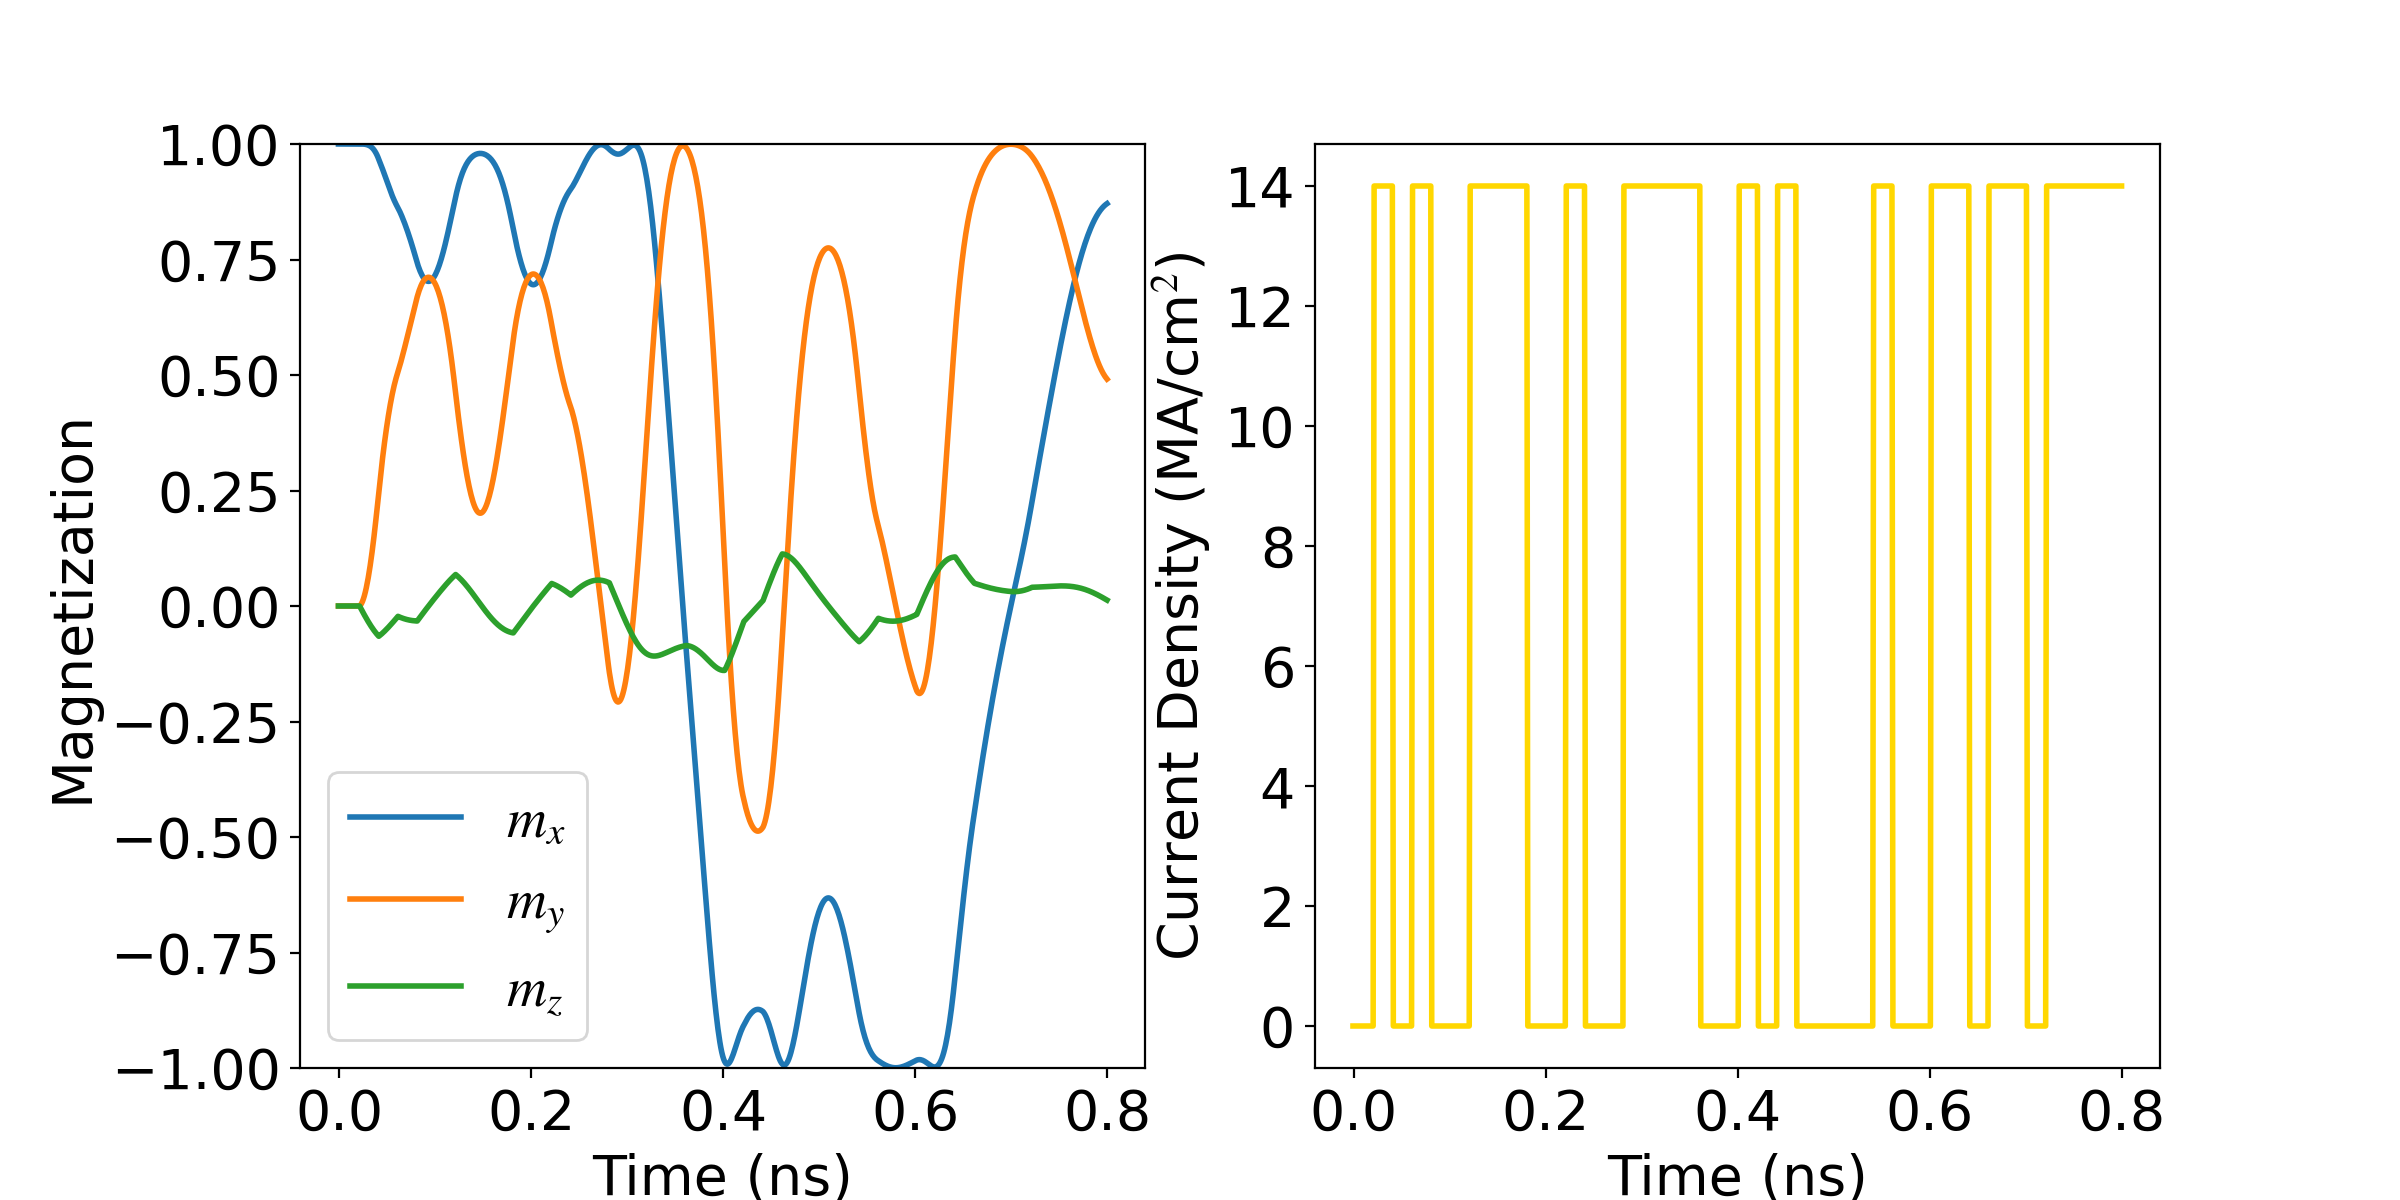 Magnetization
1.00
0.75
0.50
0.25
0.00
−0.25
−0.50
−0.75
−1.00
m_x
m_y
m_z
0.0 0.2 0.4 0.6 0.8
Time (ns)
Current Density (MA/cm²)
14
12
10
8
6
4
2
0
0.0 0.2 0.4 0.6 0.8
Time (ns)